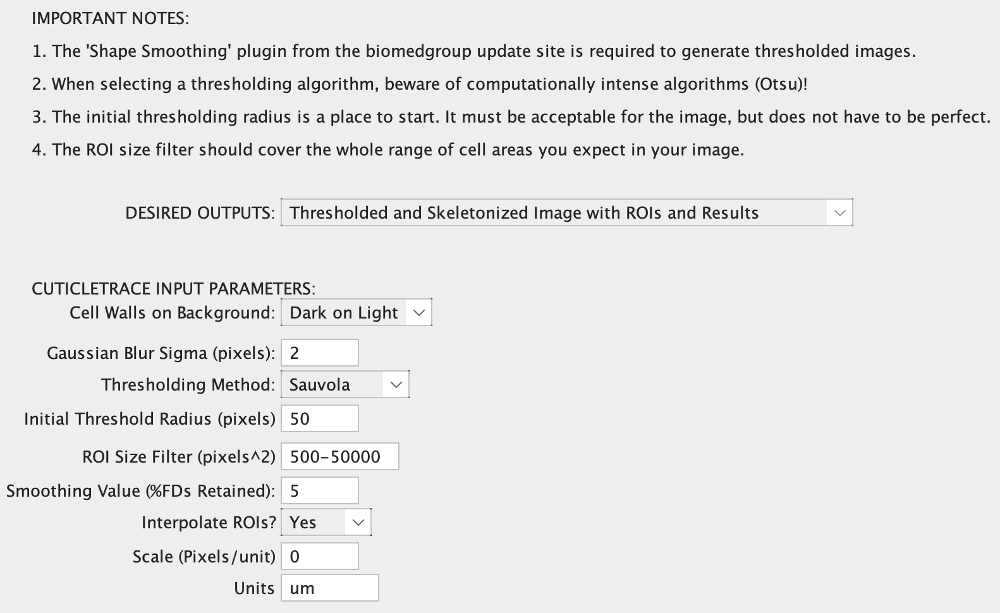 IMPORTANT NOTES:
1. The 'Shape Smoothing' plugin from the biomedgroup update site is required to generate thresholded images.
2. When selecting a thresholding algorithm, beware of computationally intense algorithms (Otsu)!
3. The initial thresholding radius is a place to start. It must be acceptable for the image, but does not have to be perfect.
4. The ROI size filter should cover the whole range of cell areas you expect in your image.
DESIRED OUTPUTS: Thresholded and Skeletonized Image with ROIs and Results
CUTICLETRACE INPUT PARAMETERS:
Cell Walls on Background: Dark on Light
Gaussian Blur Sigma (pixels): 2
Thresholding Method: Sauvola
Initial Threshold Radius (pixels) 50
ROI Size Filter (pixels^2) 500-50000
Smoothing Value (%FDs Retained): 5
Interpolate ROIs? Yes
Scale (Pixels/unit) 0
Units um